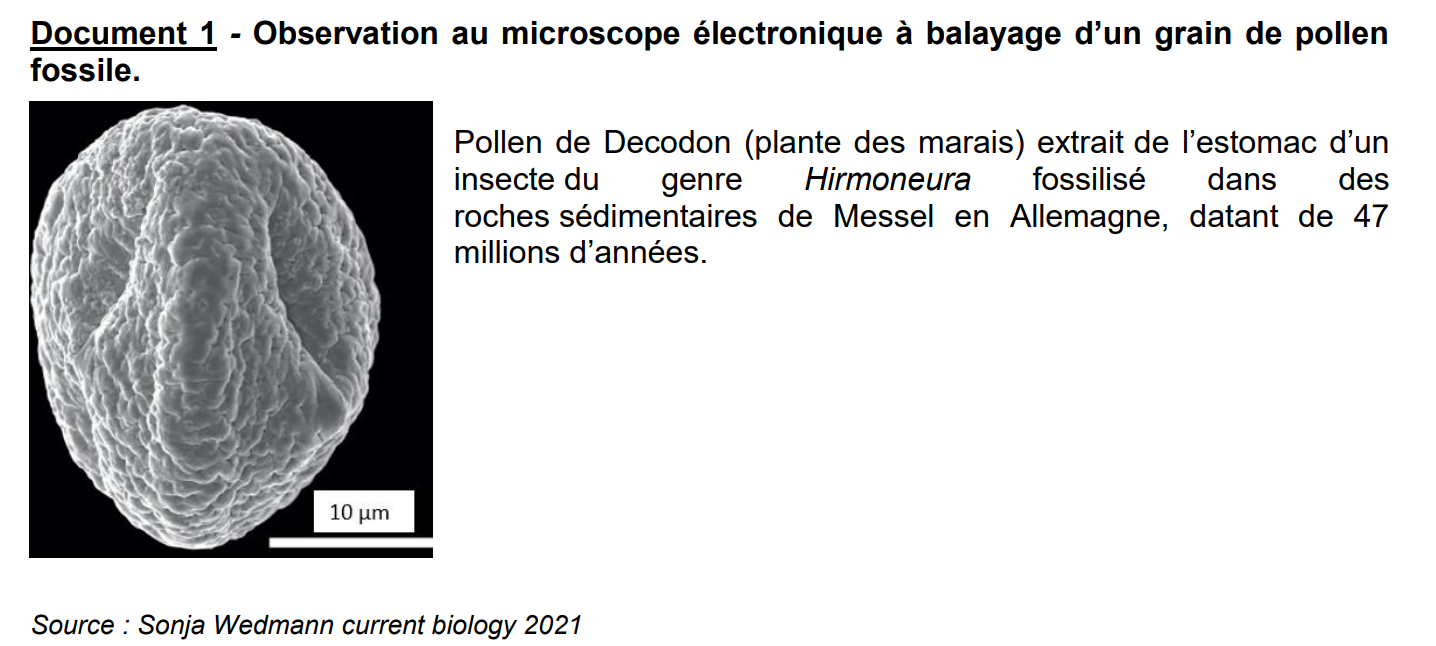 Document 1 - Observation au microscope électronique à balayage d’un grain de pollen
fossile.
Pollen de Decodon (plante des marais) extrait de l’estomac d’un
insecte du genre Hirmoneura fossilisé dans des
roches sédimentaires de Messel en Allemagne, datant de 47
millions d’années.
10 µm
Source : Sonja Wedmann current biology 2021